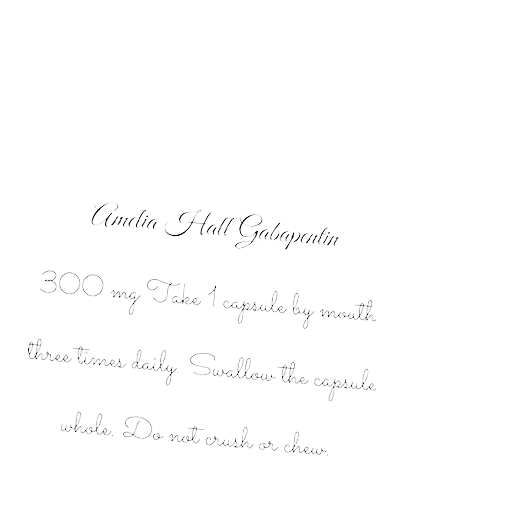 Amelia Hall Gabapentin
300 mg Take 1 capsule by mouth
three times daily. Swallow the capsule
whole. Do not crush or chew.